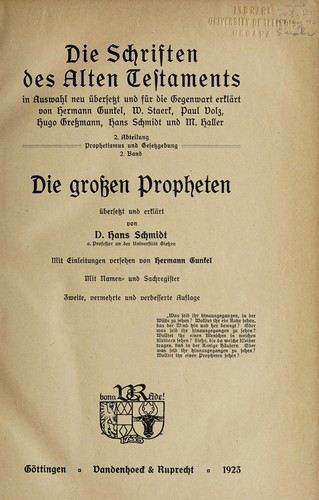 LIBRARY
UNIVERSITY OF ILLINOIS
URBANA
Die Schriften
des Alten Testaments
in Auswahl neu übersetzt und für die Gegenwart erklärt
von Hermann Gunkel, W. Staerk, Paul Volz,
Hugo Greßmann, Hans Schmidt und M. Haller
2. Abteilung
Prophetismus und Gesetzgebung
2. Band
Die großen Propheten
übersetzt und erklärt
von
D. Hans Schmidt
o. Professor an der Universität Gießen
Mit Einleitungen versehen von Hermann Gunkel
Mit Namen- und Sachregister
Zweite, vermehrte und verbesserte Auflage
„Was seid ihr hinausgegangen, in der
Wüste zu sehen? Wolltet ihr ein Rohr sehen,
das der Wind hin und her bewegt? Oder
was seid ihr hinausgegangen zu sehen?
Wolltet ihr einen Menschen in weichen
Kleidern sehen? Siehe, die da weiche Kleider
tragen, sind in der Könige Häusern. Oder
was seid ihr hinausgegangen zu sehen?
Wolltet ihr einen Propheten sehen?“
bona VR fide!
Göttingen ▫ Vandenhoeck & Ruprecht ▫ 1923